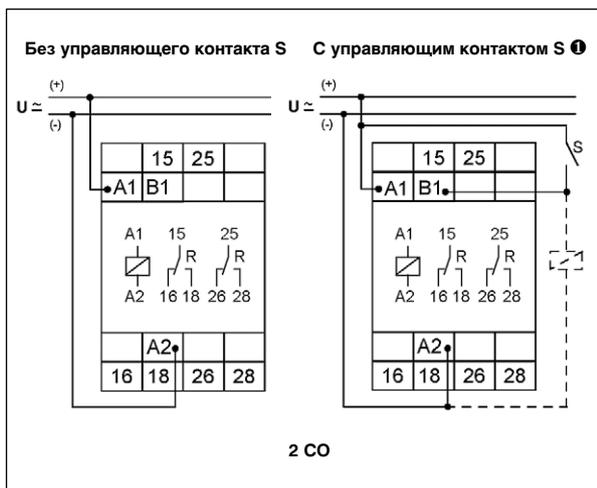 Без управляющего контакта S
С управляющим контактом S ❶
(+)
U ≃
(-)
15 25
A1 B1
A1 15 25
R R
A2 16 18 26 28
A2
16 18 26 28
(+)
U ≃
(-)
S
15 25
A1 B1
A1 15 25
R R
A2 16 18 26 28
A2
16 18 26 28
2 CO